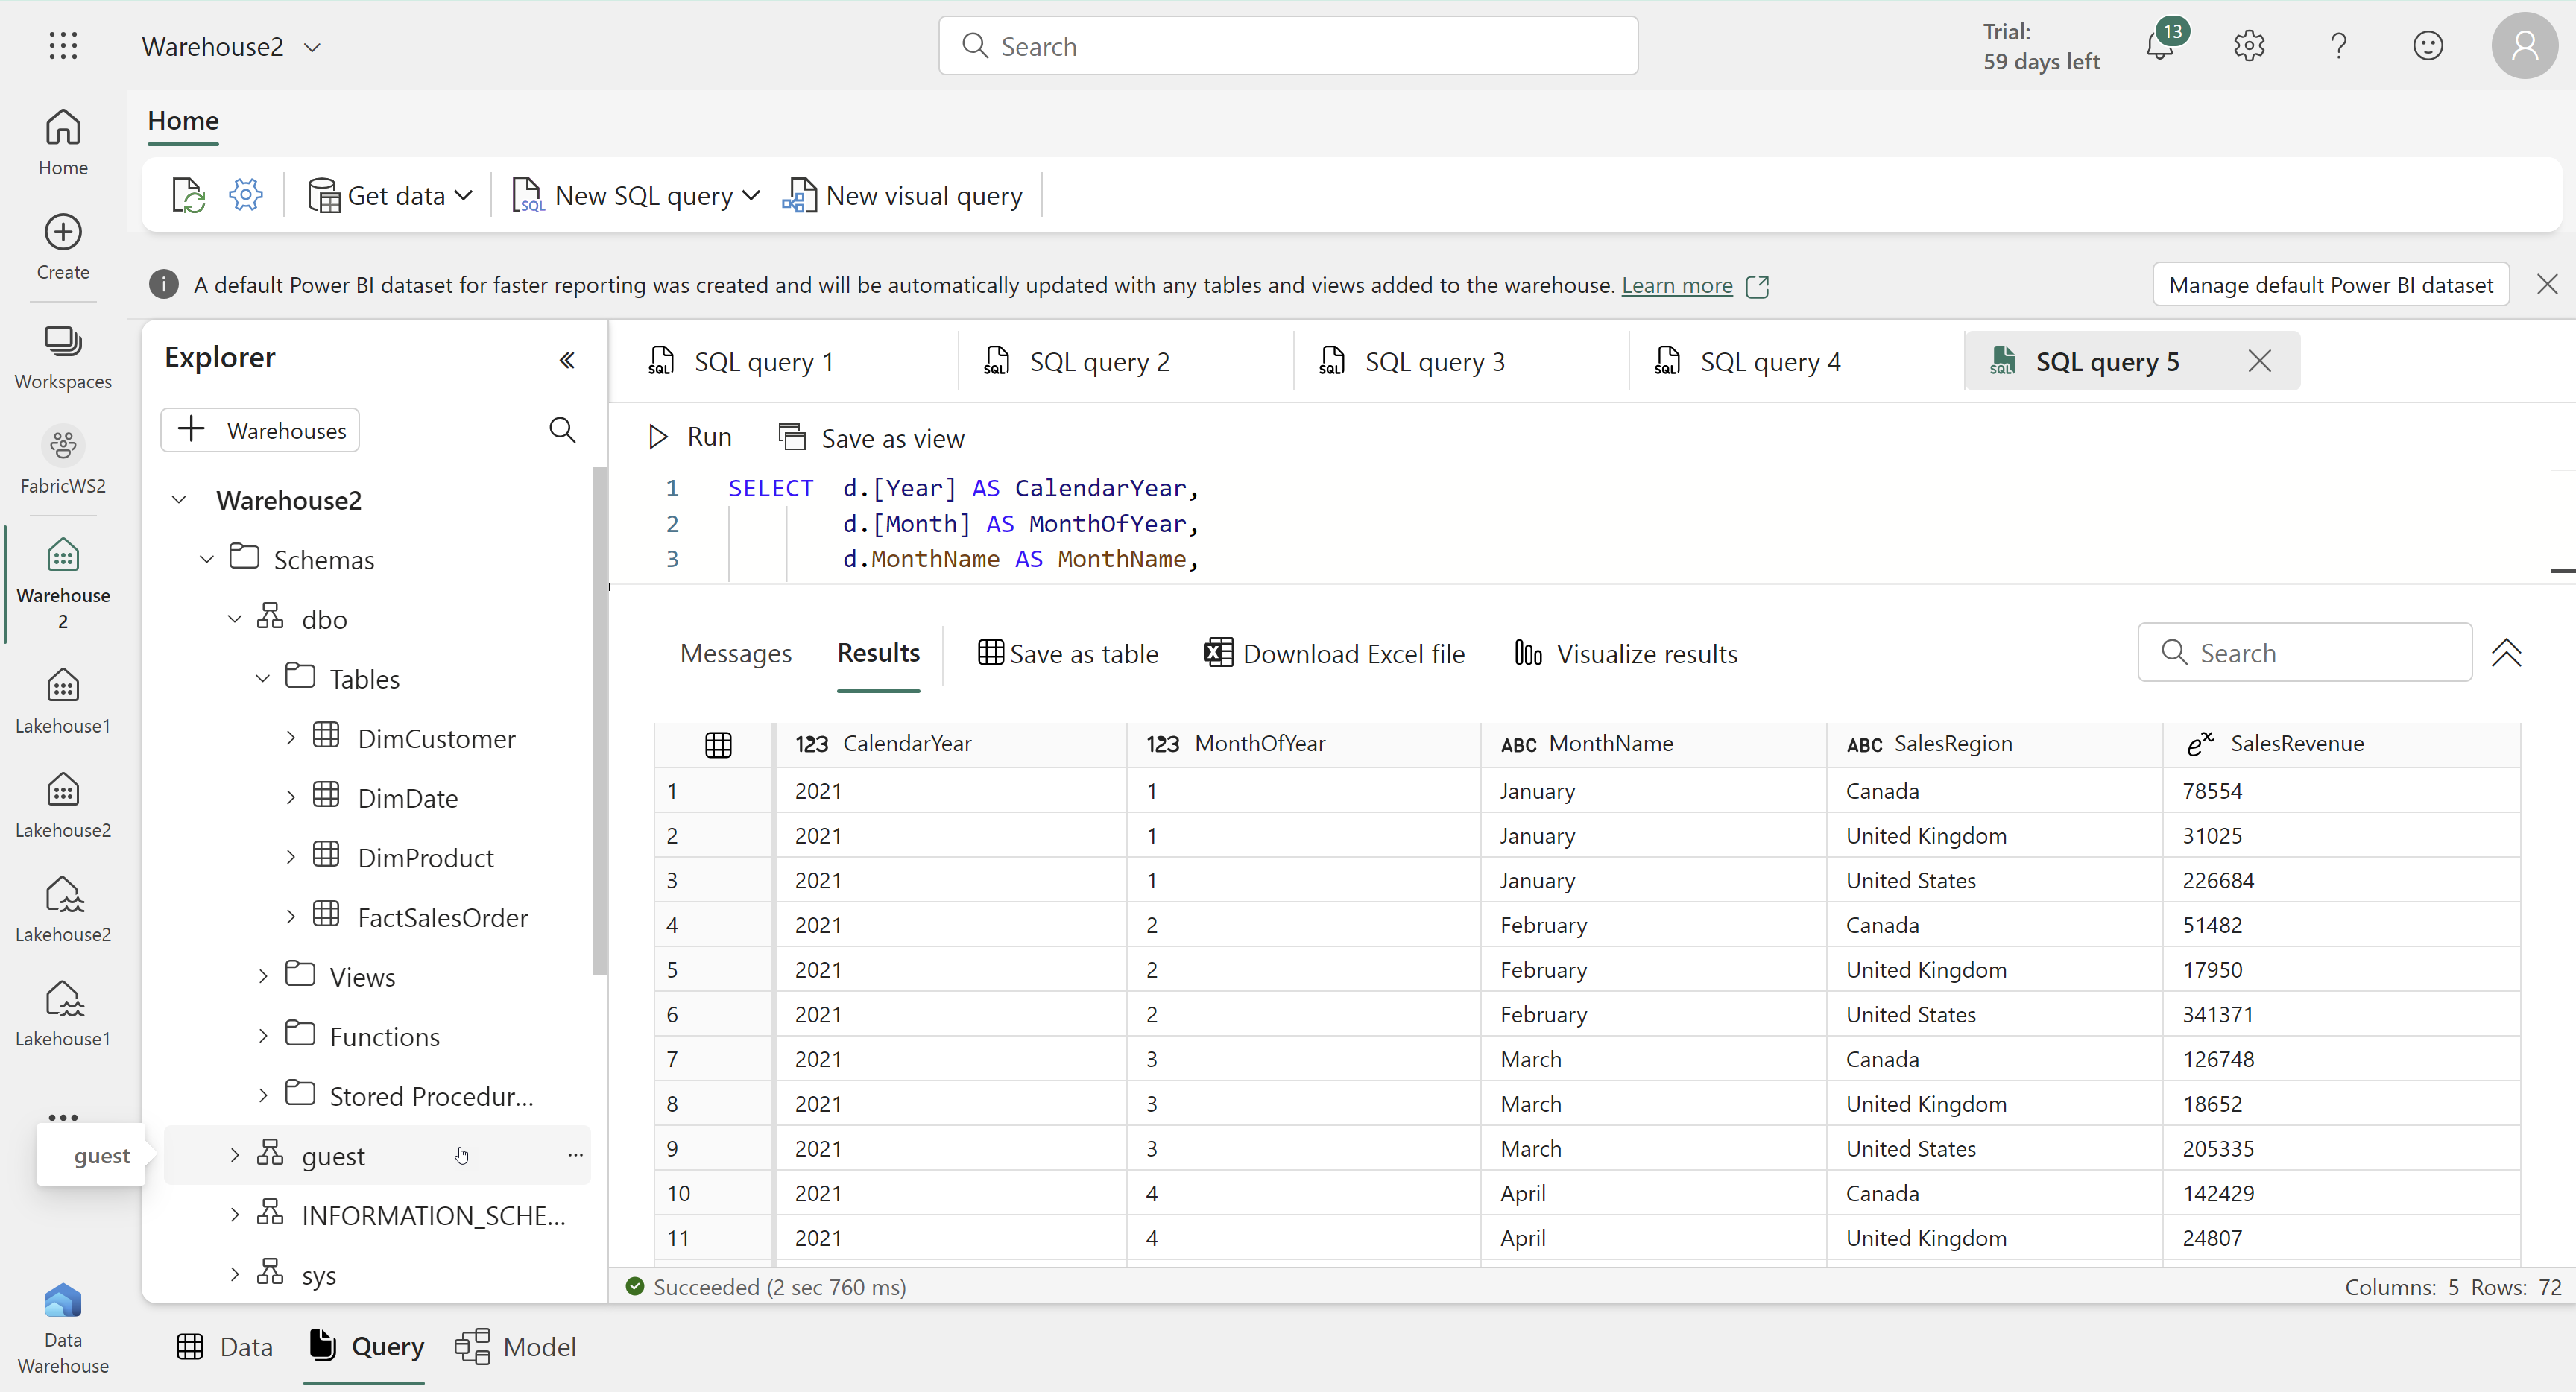 Warehouse2
Search
Trial:
59 days left
13
Home
Home
Create
Workspaces
FabricWS2
Warehouse
2
Lakehouse1
Lakehouse2
Lakehouse2
Lakehouse1
guest
Data
Warehouse
Get data
SQL
New SQL query
New visual query
A default Power BI dataset for faster reporting was created and will be automatically updated with any tables and views added to the warehouse. Learn more
Manage default Power BI dataset
Explorer
Warehouses
Warehouse2
Schemas
dbo
Tables
DimCustomer
DimDate
DimProduct
FactSalesOrder
Views
Functions
Stored Procedur...
guest
INFORMATION_SCHE...
sys
SQL SQL query 1
SQL SQL query 2
SQL SQL query 3
SQL SQL query 4
SQL SQL query 5
Run
Save as view
1 SELECT d.[Year] AS CalendarYear,
2 d.[Month] AS MonthOfYear,
3 d.MonthName AS MonthName,
Messages
Results
Save as table
Download Excel file
Visualize results
Search
123 CalendarYear 123 MonthOfYear ABC MonthName ABC SalesRegion eˣ SalesRevenue
1 2021 1 January Canada 78554
2 2021 1 January United Kingdom 31025
3 2021 1 January United States 226684
4 2021 2 February Canada 51482
5 2021 2 February United Kingdom 17950
6 2021 2 February United States 341371
7 2021 3 March Canada 126748
8 2021 3 March United Kingdom 18652
9 2021 3 March United States 205335
10 2021 4 April Canada 142429
11 2021 4 April United Kingdom 24807
Succeeded (2 sec 760 ms)
Columns: 5 Rows: 72
Data
Query
Model